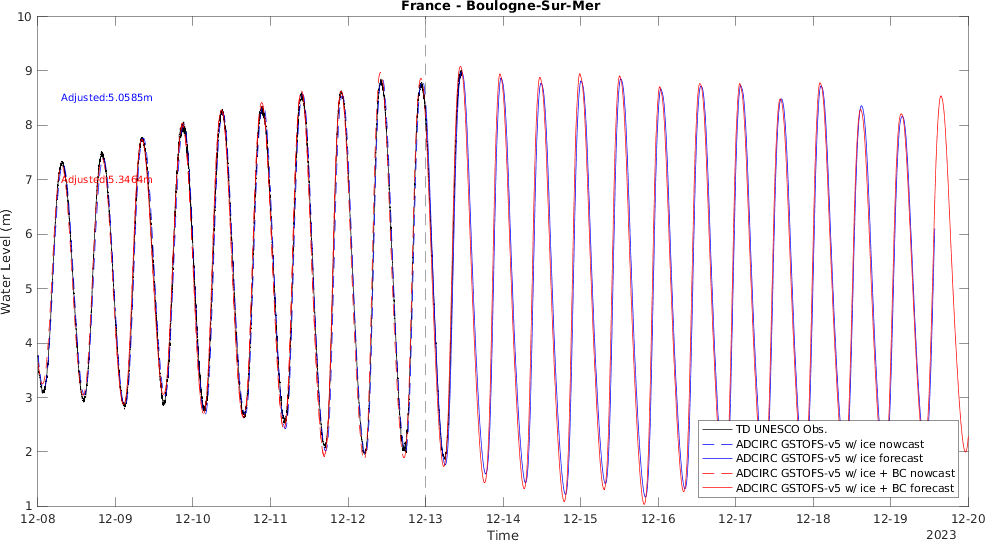 France - Boulogne-Sur-Mer
10
9
8
7
6
5
4
3
2
1
Water Level (m)
Adjusted:5.0585m
Adjusted:5.3464m
TD UNESCO Obs.
ADCIRC GSTOFS-v5 w/ ice nowcast
ADCIRC GSTOFS-v5 w/ ice forecast
ADCIRC GSTOFS-v5 w/ ice + BC nowcast
ADCIRC GSTOFS-v5 w/ ice + BC forecast
12-08 12-09 12-10 12-11 12-12 12-13 12-14 12-15 12-16 12-17 12-18 12-19 12-20
Time
2023